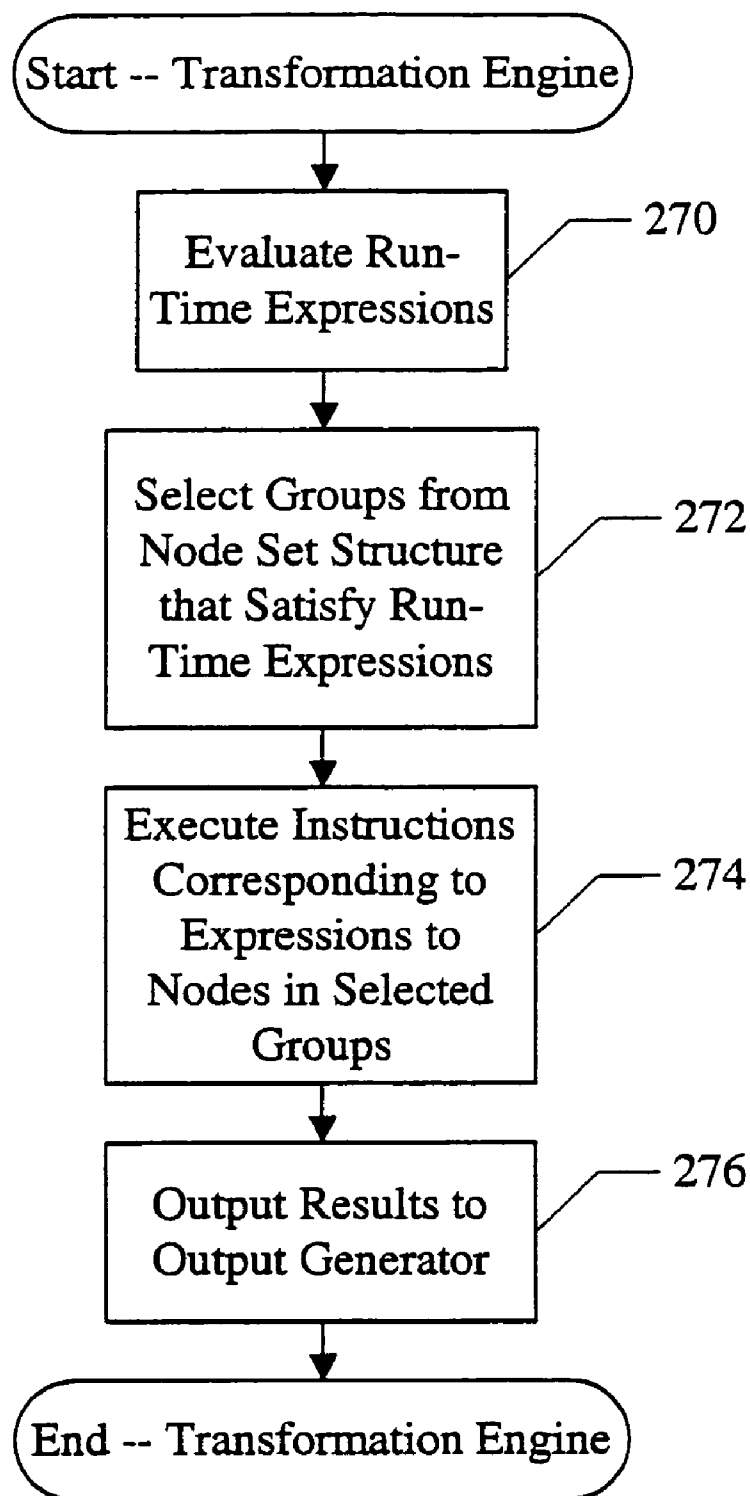 Start -- Transformation Engine
270
Evaluate Run-
Time Expressions
272
Select Groups from
Node Set Structure
that Satisfy Run-
Time Expressions
274
Execute Instructions
Corresponding to
Expressions to
Nodes in Selected
Groups
276
Output Results to
Output Generator
End -- Transformation Engine